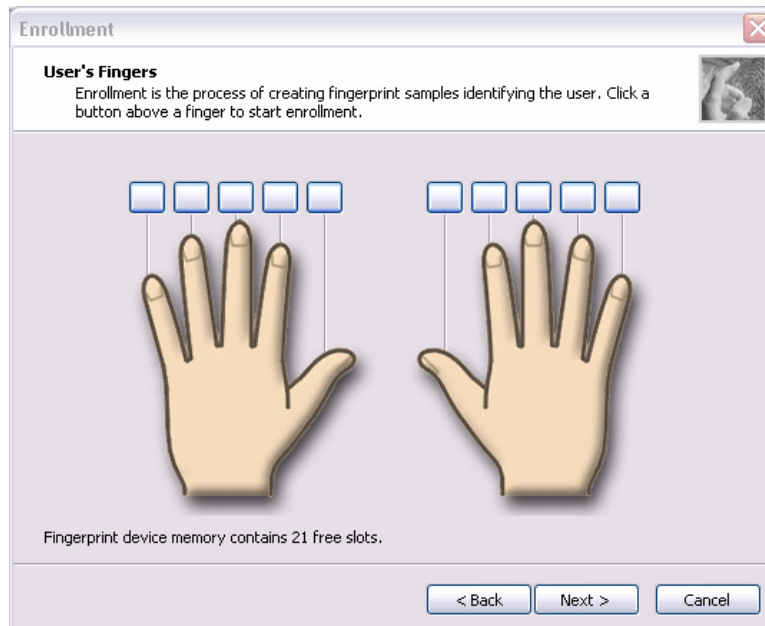 Enrollment
User's Fingers
Enrollment is the process of creating fingerprint samples identifying the user. Click a
button above a finger to start enrollment.
Fingerprint device memory contains 21 free slots.
< Back
Next >
Cancel